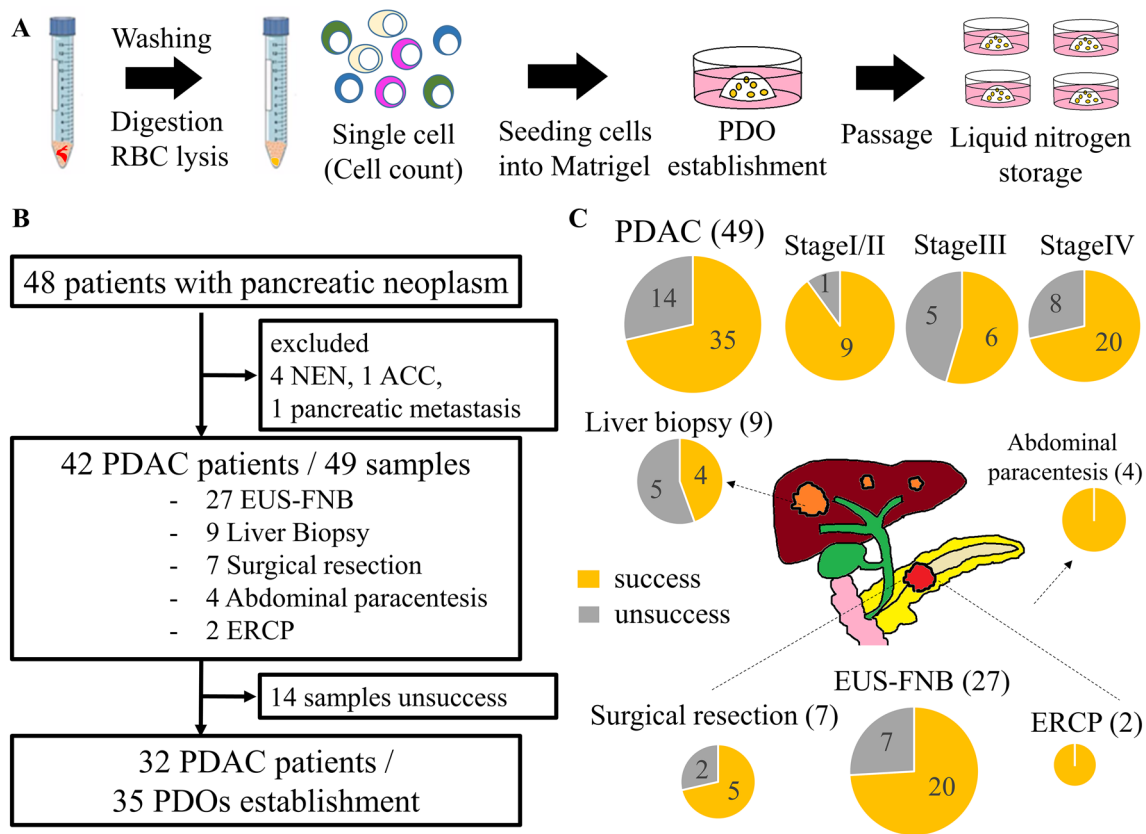 A
Washing
Digestion
RBC lysis
Single cell
(Cell count)
Seeding cells
into Matrigel
PDO
establishment
Passage
Liquid nitrogen
storage
B
48 patients with pancreatic neoplasm
excluded
4 NEN, 1 ACC,
1 pancreatic metastasis
42 PDAC patients / 49 samples
- 27 EUS-FNB
- 9 Liver Biopsy
- 7 Surgical resection
- 4 Abdominal paracentesis
- 2 ERCP
14 samples unsuccess
32 PDAC patients /
35 PDOs establishment
C
PDAC (49)
14
35
StageI/II
1
9
StageIII
5
6
StageIV
8
20
Liver biopsy (9)
5
4
Abdominal
paracentesis (4)
success
unsuccess
Surgical resection (7)
2
5
EUS-FNB (27)
7
20
ERCP (2)